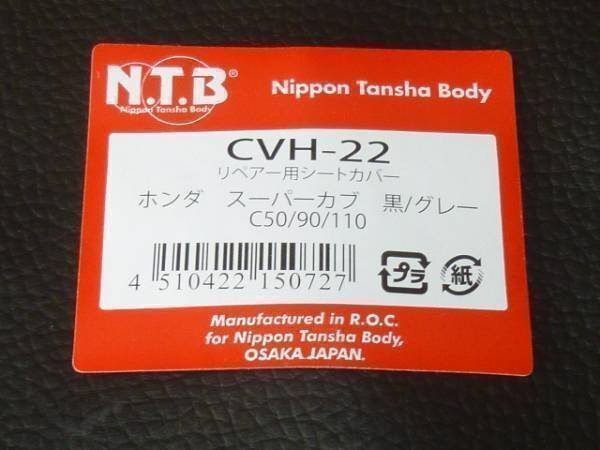 N.T.B®
Nippon Tansha Body
Nippon Tansha Body
CVH-22
リペアー用シートカバー
ホンダ スーパーカブ 黒/グレー
C50/90/110
4 510422 150727
プラ
紙
Manufactured in R.O.C.
for Nippon Tansha Body,
OSAKA JAPAN.